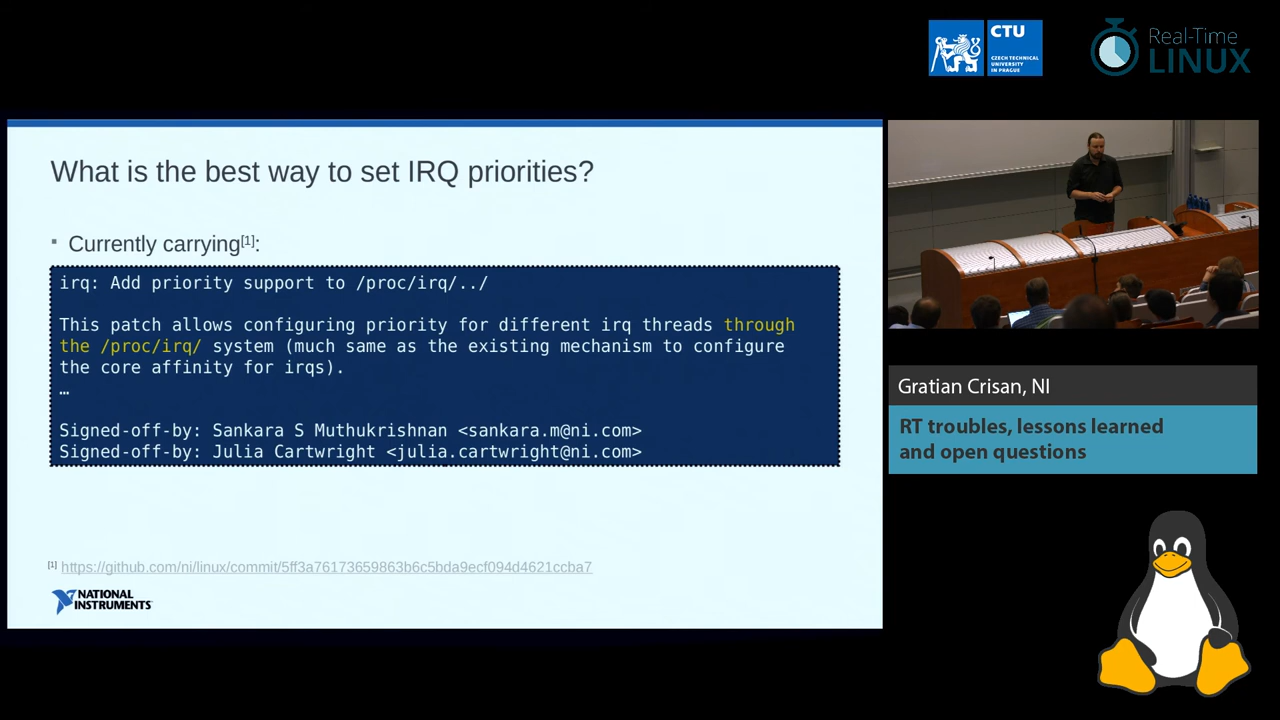 CTU
CZECH TECHNICAL
UNIVERSITY
IN PRAGUE
Real-Time
LINUX
What is the best way to set IRQ priorities?
▪ Currently carrying[1]:
irq: Add priority support to /proc/irq/../
This patch allows configuring priority for different irq threads through
the /proc/irq/ system (much same as the existing mechanism to configure
the core affinity for irqs).
…
Signed-off-by: Sankara S Muthukrishnan <sankara.m@ni.com>
Signed-off-by: Julia Cartwright <julia.cartwright@ni.com>
[1] https://github.com/ni/linux/commit/5ff3a76173659863b6c5bda9ecf094d4621ccba7
NATIONAL
INSTRUMENTS
Gratian Crisan, NI
RT troubles, lessons learned
and open questions